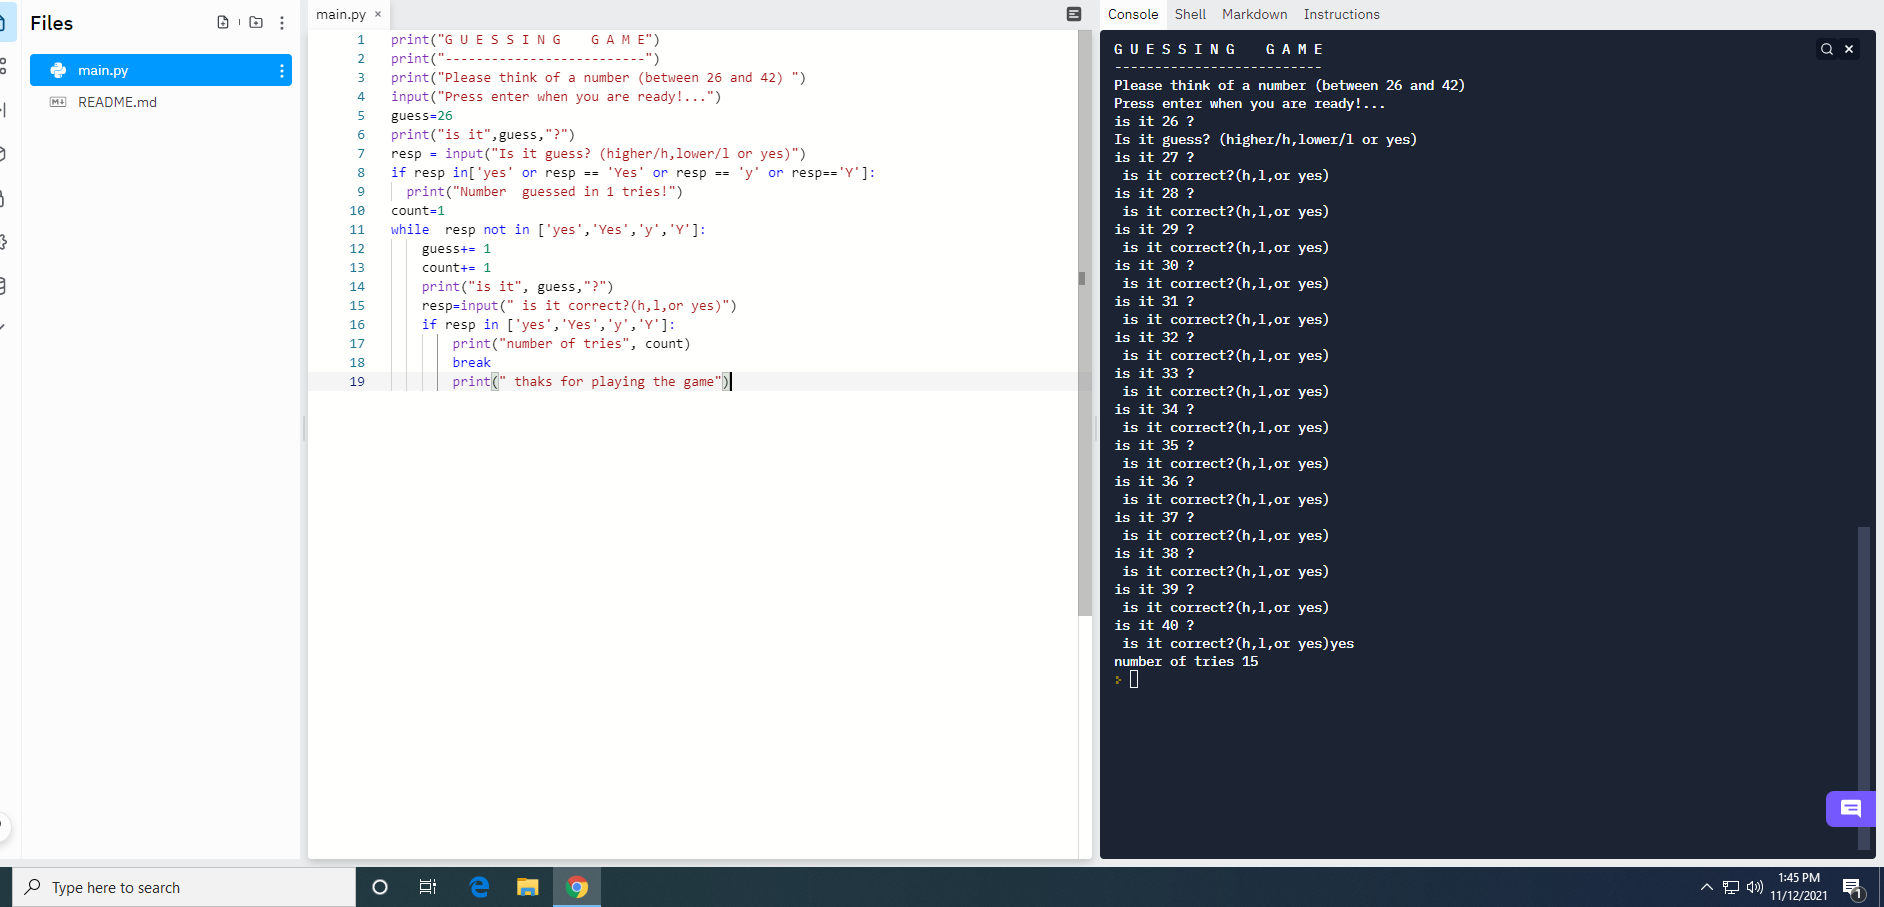 Files
main.py
README.md
main.py ×
1 print("G U E S S I N G    G A M E")
2 print("--------------------------")
3 print("Please think of a number (between 26 and 42) ")
4 input("Press enter when you are ready!...")
5 guess=26
6 print("is it",guess,"?")
7 resp = input("Is it guess? (higher/h,lower/l or yes)")
8 if resp in['yes' or resp == 'Yes' or resp == 'y' or resp=='Y']:
9   print("Number  guessed in 1 tries!")
10 count=1
11 while  resp not in ['yes','Yes','y','Y']:
12     guess+= 1
13     count+= 1
14     print("is it", guess,"?")
15     resp=input(" is it correct?(h,l,or yes)")
16     if resp in ['yes','Yes','y','Y']:
17         print("number of tries", count)
18         break
19         print(" thaks for playing the game")
Console Shell Markdown Instructions
G U E S S I N G    G A M E
--------------------------
Please think of a number (between 26 and 42)
Press enter when you are ready!...
is it 26 ?
Is it guess? (higher/h,lower/l or yes)
is it 27 ?
 is it correct?(h,l,or yes)
is it 28 ?
 is it correct?(h,l,or yes)
is it 29 ?
 is it correct?(h,l,or yes)
is it 30 ?
 is it correct?(h,l,or yes)
is it 31 ?
 is it correct?(h,l,or yes)
is it 32 ?
 is it correct?(h,l,or yes)
is it 33 ?
 is it correct?(h,l,or yes)
is it 34 ?
 is it correct?(h,l,or yes)
is it 35 ?
 is it correct?(h,l,or yes)
is it 36 ?
 is it correct?(h,l,or yes)
is it 37 ?
 is it correct?(h,l,or yes)
is it 38 ?
 is it correct?(h,l,or yes)
is it 39 ?
 is it correct?(h,l,or yes)
is it 40 ?
 is it correct?(h,l,or yes)yes
number of tries 15
Type here to search
1:45 PM
11/12/2021
1